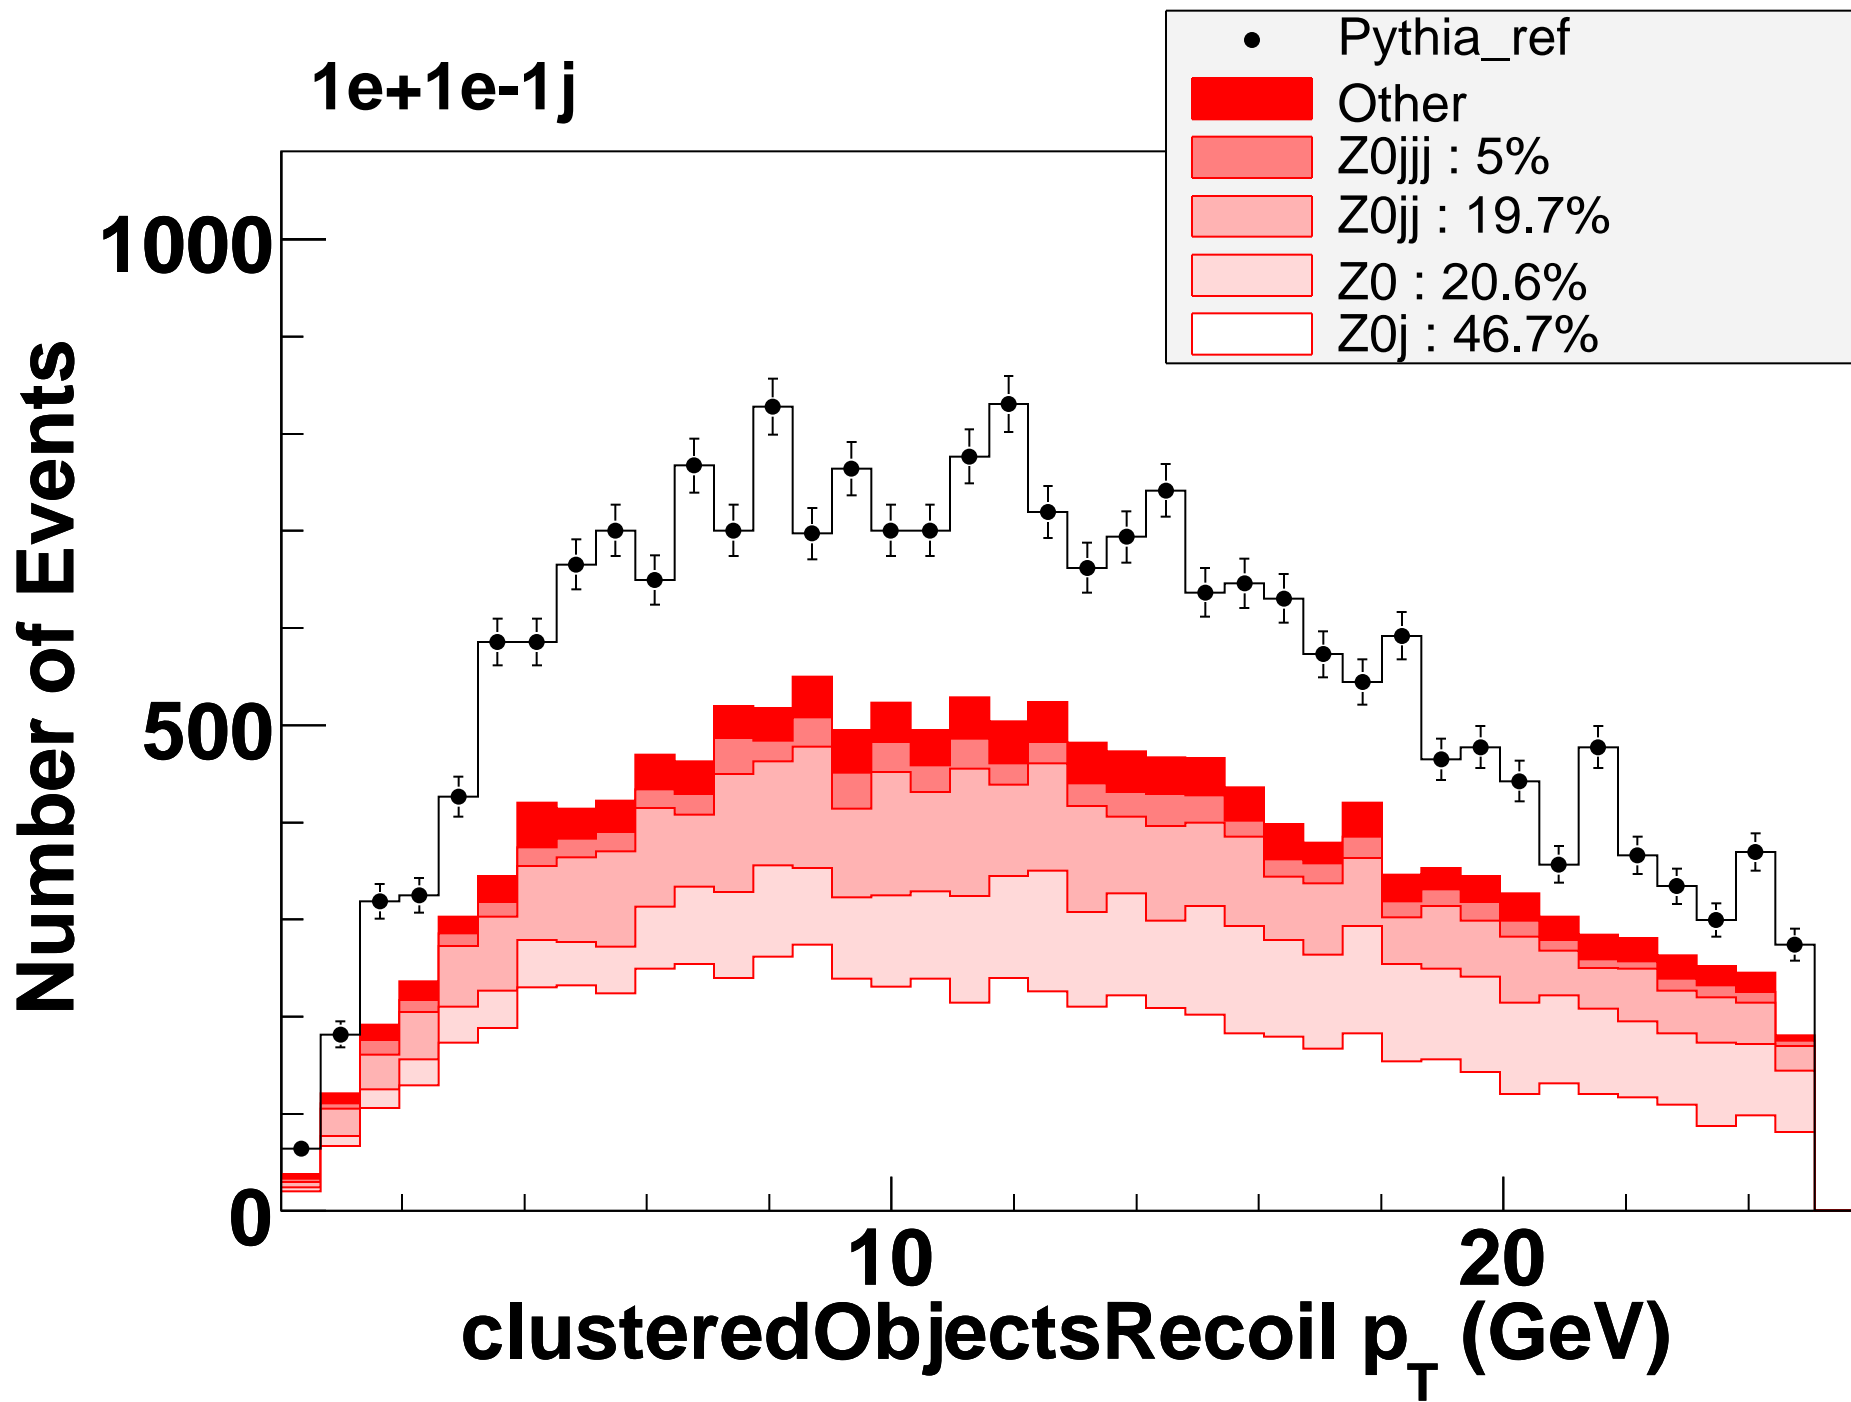 1e+1e-1j
Pythia_ref
Other
Z0jjj : 5%
Z0jj : 19.7%
Z0 : 20.6%
Z0j : 46.7%
Number of Events
1000
500
0
10
20
clusteredObjectsRecoil p_T (GeV)